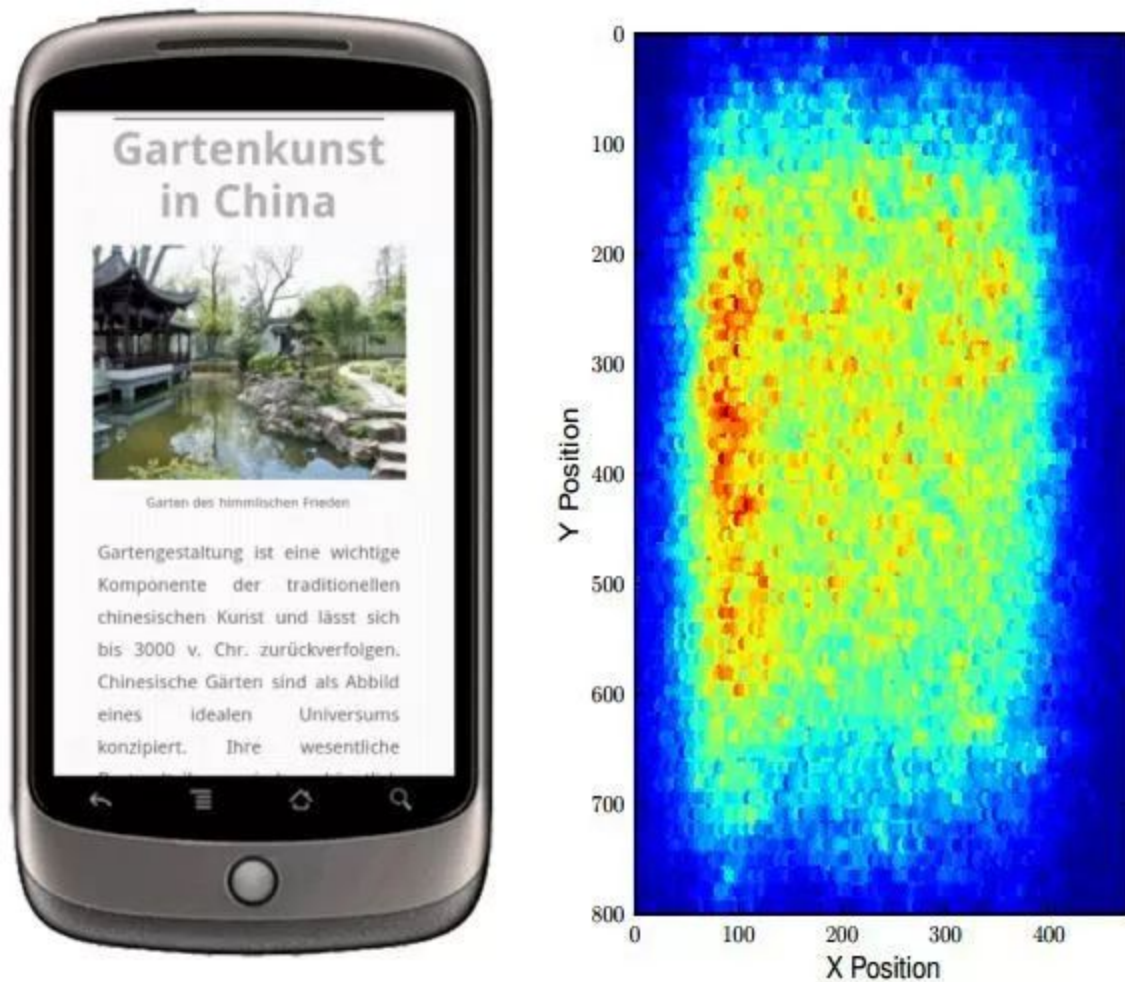 Gartenkunst
in China
Garten des himmlischen Frieden
Gartengestaltung ist eine wichtige
Komponente der traditionellen
chinesischen Kunst und lässt sich
bis 3000 v. Chr. zurückverfolgen.
Chinesische Gärten sind als Abbild
eines idealen Universums
konzipiert. Ihre wesentliche
Y Position
0
100
200
300
400
500
600
700
800
0 100 200 300 400
X Position